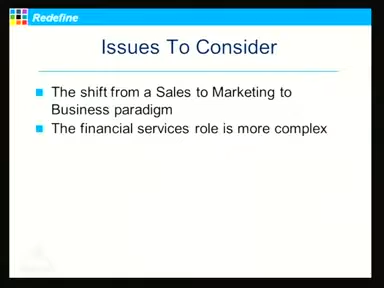 Redefine
Issues To Consider
The shift from a Sales to Marketing to
Business paradigm
The financial services role is more complex